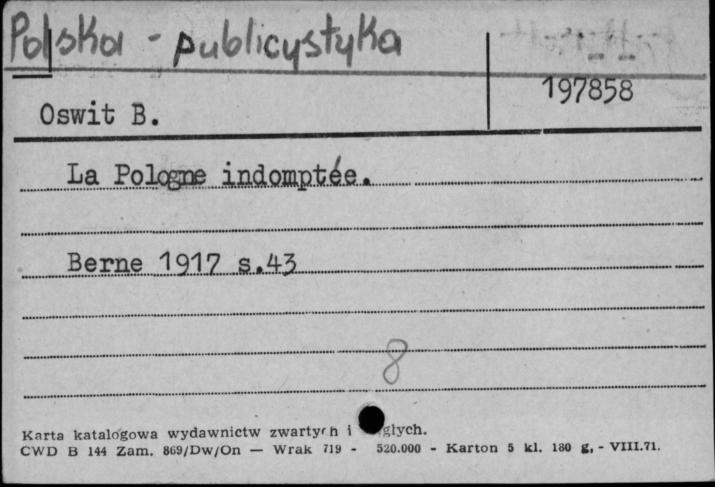 Polska - publicystyka
197858
Oswit B.
La Pologne indomptée.
Berne 1917 s.43
8
Karta katalogowa wydawnictw zwartych i głych.
CWD B 144 Zam. 869/Dw/On — Wrak 719 - 520.000 - Karton 5 kl. 180 g. - VIII.71.